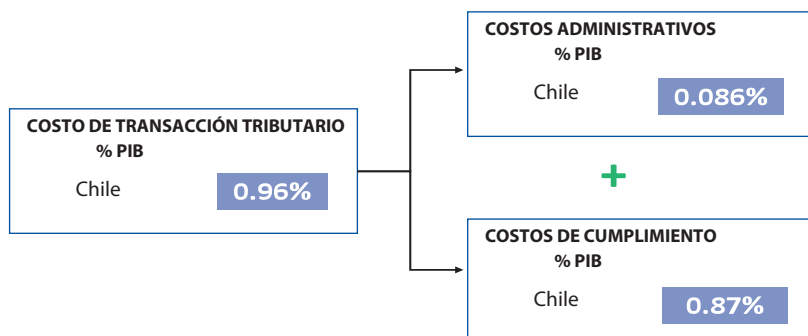 COSTO DE TRANSACCIÓN TRIBUTARIO
% PIB
Chile 0.96%
COSTOS ADMINISTRATIVOS
% PIB
Chile 0.086%
+
COSTOS DE CUMPLIMIENTO
% PIB
Chile 0.87%